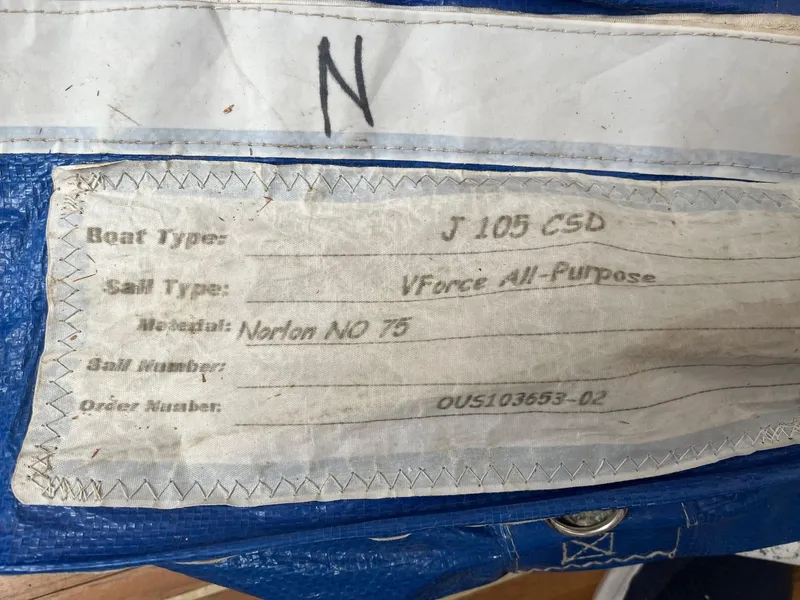 N
Boat Type: J 105 CSD
Sail Type: VForce All-Purpose
Material: Norlon NO 75
Sail Number:
Order Number: OUS103653-02